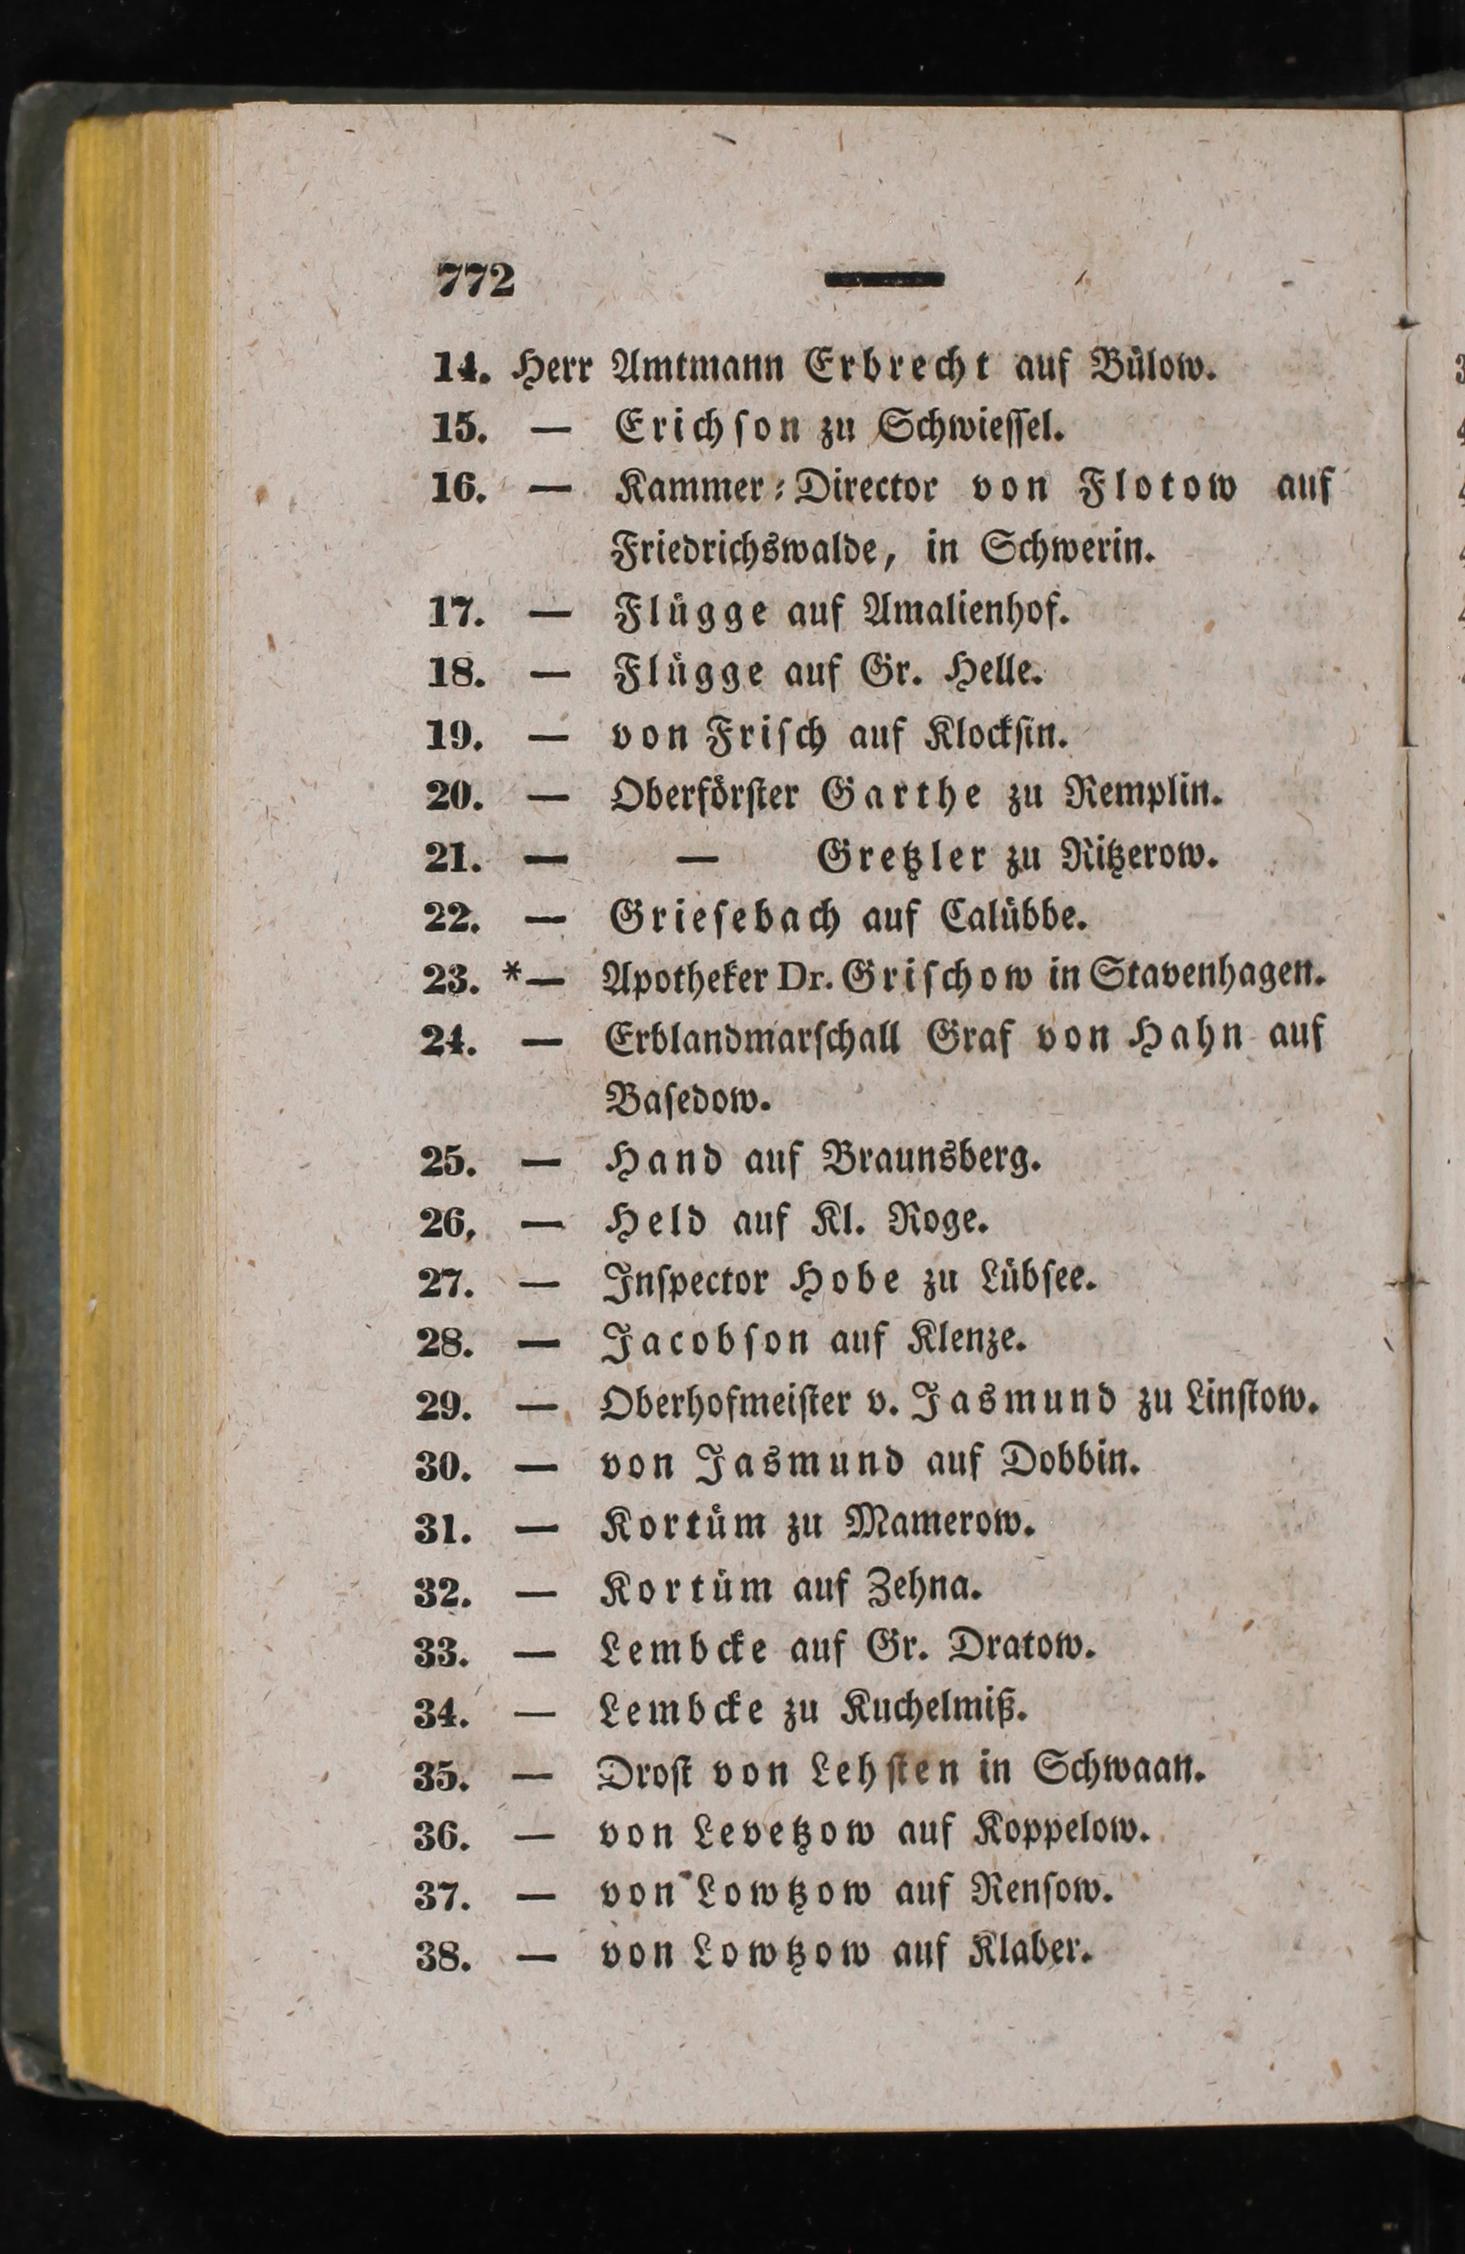 772 —
14. Herr Amtmann Erbrecht auf Bülow.
15. — Erichson zu Schwiessel.
16. — Kammer-Director von Flotow auf
Friedrichswalde, in Schwerin.
17. — Flügge auf Amalienhof.
18. — Flügge auf Gr. Helle.
19. — von Frisch auf Klocksin.
20. — Oberförster Garthe zu Remplin.
21. — — Gretzler zu Ritzerow.
22. — Griesebach auf Calübbe.
23. *— Apotheker Dr. Grischow in Stavenhagen.
24. — Erblandmarschall Graf von Hahn auf
Basedow.
25. — Hand auf Braunsberg.
26, — Held auf Kl. Roge.
27. — Inspector Hobe zu Lübsee.
28. — Jacobson auf Klenze.
29. — Oberhofmeister v. Jasmund zu Linstow.
30. — von Jasmund auf Dobbin.
31. — Kortüm zu Mamerow.
32. — Kortüm auf Zehna.
33. — Lembcke auf Gr. Dratow.
34. — Lembcke zu Kuchelmiß.
35. — Drost von Lehsten in Schwaan.
36. — von Levetzow auf Koppelow.
37. — von Lowtzow auf Rensow.
38. — von Lowtzow auf Klaber.